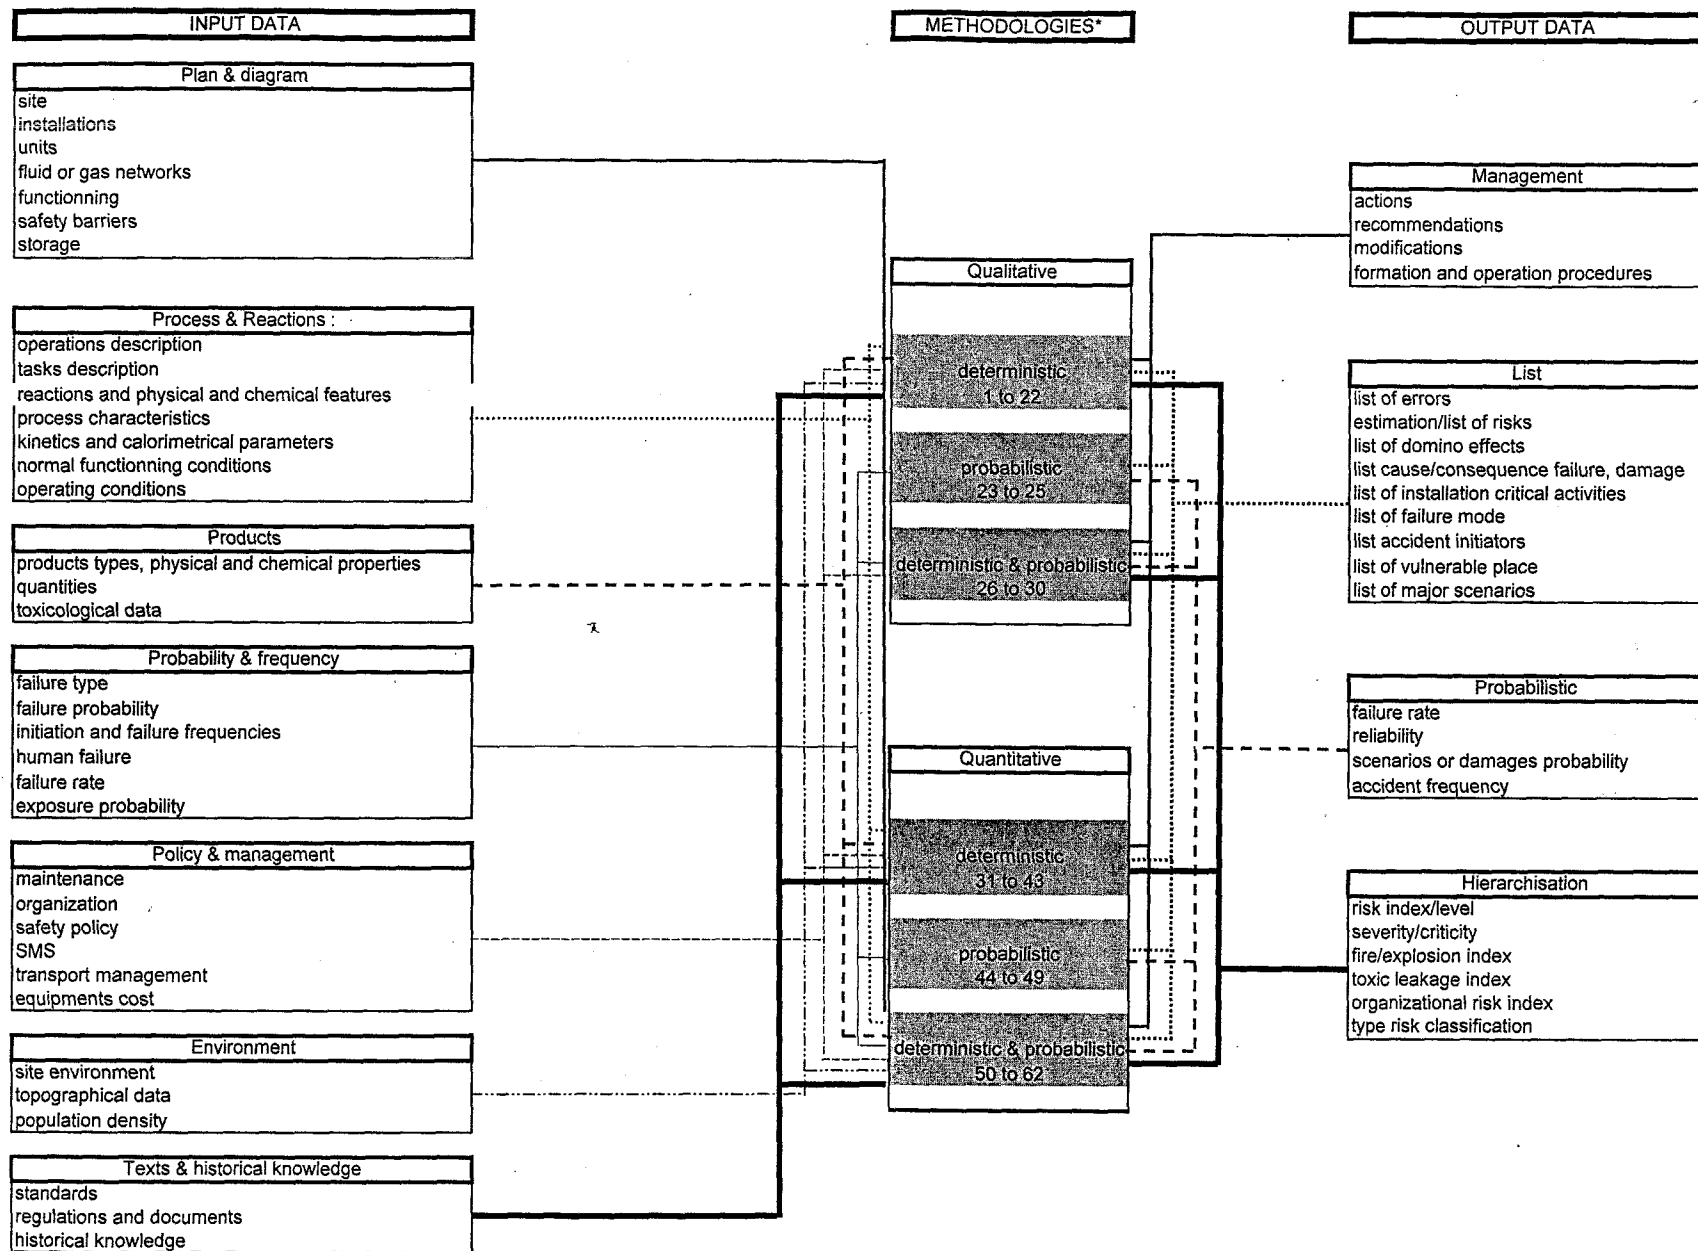 INPUT DATA
Plan & diagram
site
installations
units
fluid or gas networks
functionning
safety barriers
storage
Process & Reactions :
operations description
tasks description
reactions and physical and chemical features
process characteristics
kinetics and calorimetrical parameters
normal functionning conditions
operating conditions
Products
products types, physical and chemical properties
quantities
toxicological data
Probability & frequency
failure type
failure probability
initiation and failure frequencies
human failure
failure rate
exposure probability
Policy & management
maintenance
organization
safety policy
SMS
transport management
equipments cost
Environment
site environment
topographical data
population density
Texts & historical knowledge
standards
regulations and documents
historical knowledge
METHODOLOGIES*
Qualitative
deterministic
1 to 22
probabilistic
23 to 25
deterministic & probabilistic
26 to 30
Quantitative
deterministic
31 to 43
probabilistic
44 to 49
deterministic & probabilistic
50 to 62
OUTPUT DATA
Management
actions
recommendations
modifications
formation and operation procedures
List
list of errors
estimation/list of risks
list of domino effects
list cause/consequence failure, damage
list of installation critical activities
list of failure mode
list accident initiators
list of vulnerable place
list of major scenarios
Probabilistic
failure rate
reliability
scenarios or damages probability
accident frequency
Hierarchisation
risk index/level
severity/criticity
fire/explosion index
toxic leakage index
organizational risk index
type risk classification